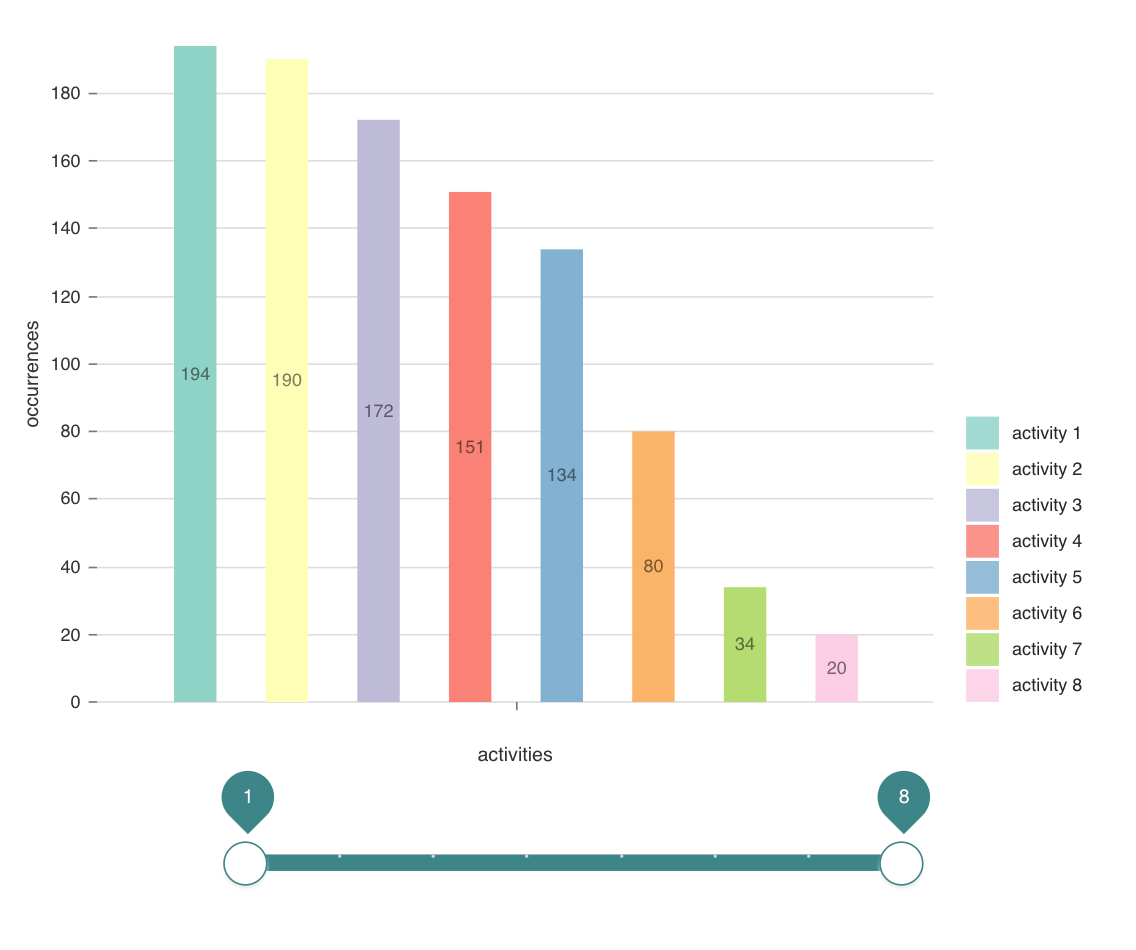 180
160
140
120
100
80
60
40
20
0
occurrences
194
190
172
151
134
80
34
20
activities
activity 1
activity 2
activity 3
activity 4
activity 5
activity 6
activity 7
activity 8
1
8